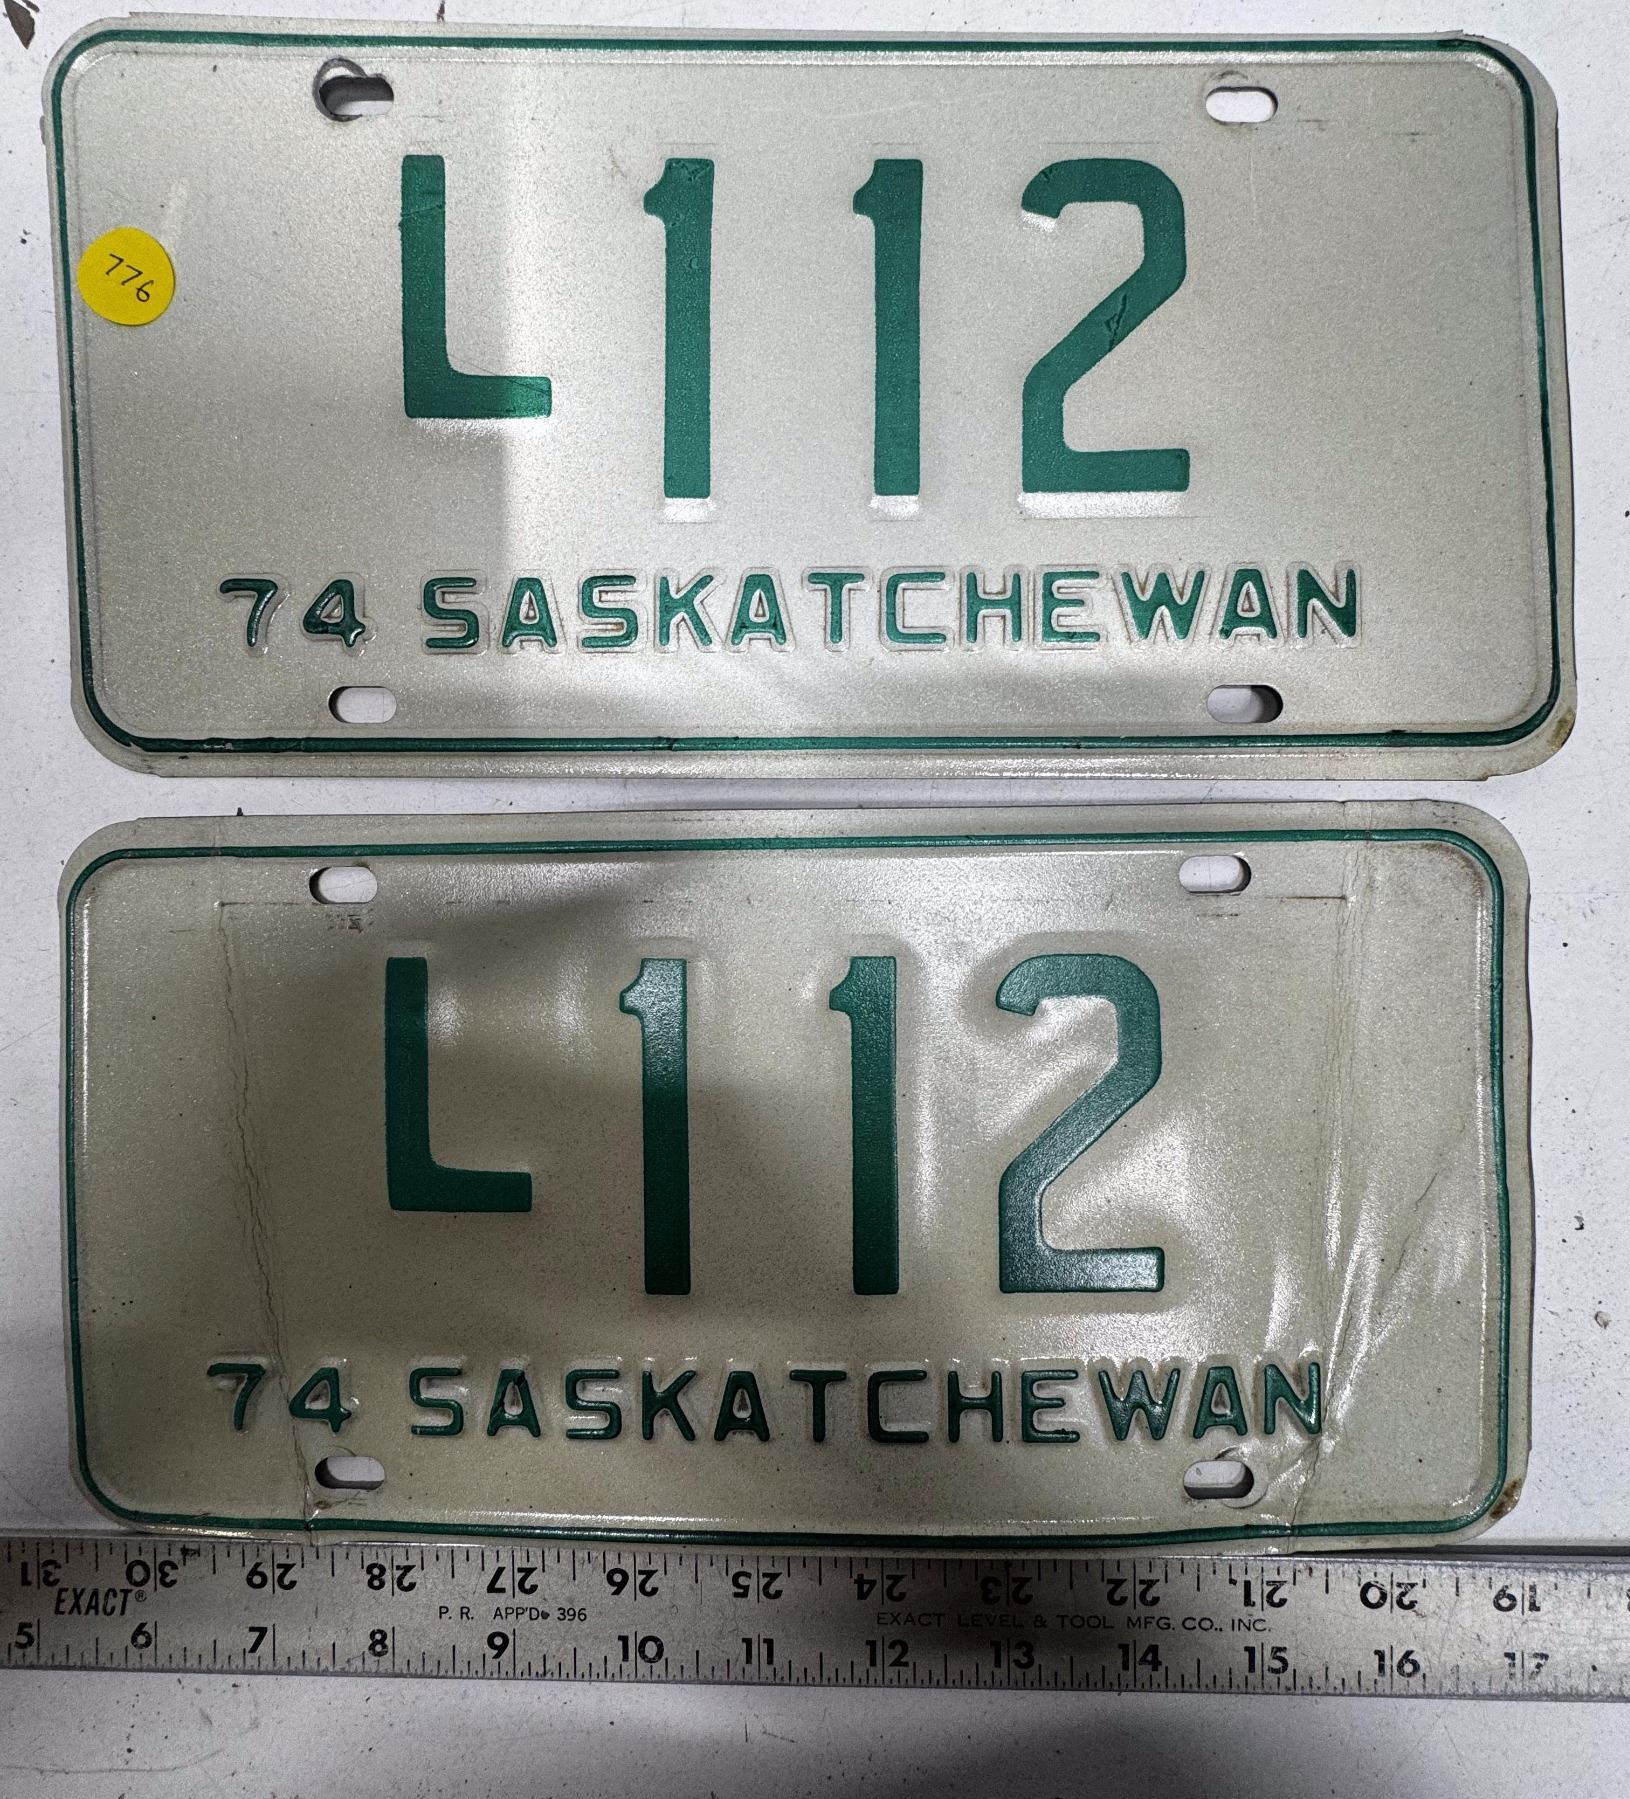 776
L112
74 SASKATCHEWAN
L112
74 SASKATCHEWAN
31 30 29 28 27 26 25 24 23 22 21 20 19
EXACT®
P. R. APP'D. 396
EXACT LEVEL & TOOL MFG. CO., INC.
5 6 7 8 9 10 11 12 13 14 15 16 17